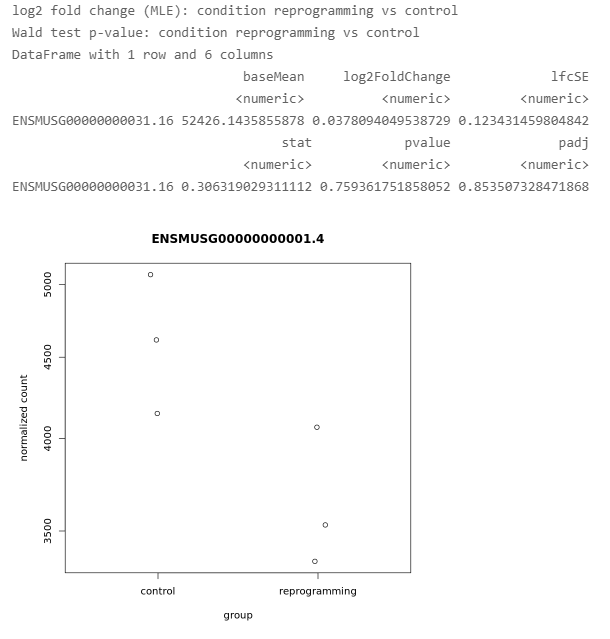 log2 fold change (MLE): condition reprogramming vs control
Wald test p-value: condition reprogramming vs control
DataFrame with 1 row and 6 columns
baseMean log2FoldChange lfcSE
<numeric> <numeric> <numeric>
ENSMUSG00000000031.16 52426.1435855878 0.0378094049538729 0.123431459804842
stat pvalue padj
<numeric> <numeric> <numeric>
ENSMUSG00000000031.16 0.306319029311112 0.759361751858052 0.853507328471868
ENSMUSG00000000001.4
5000
4500
4000
3500
normalized count
control reprogramming
group